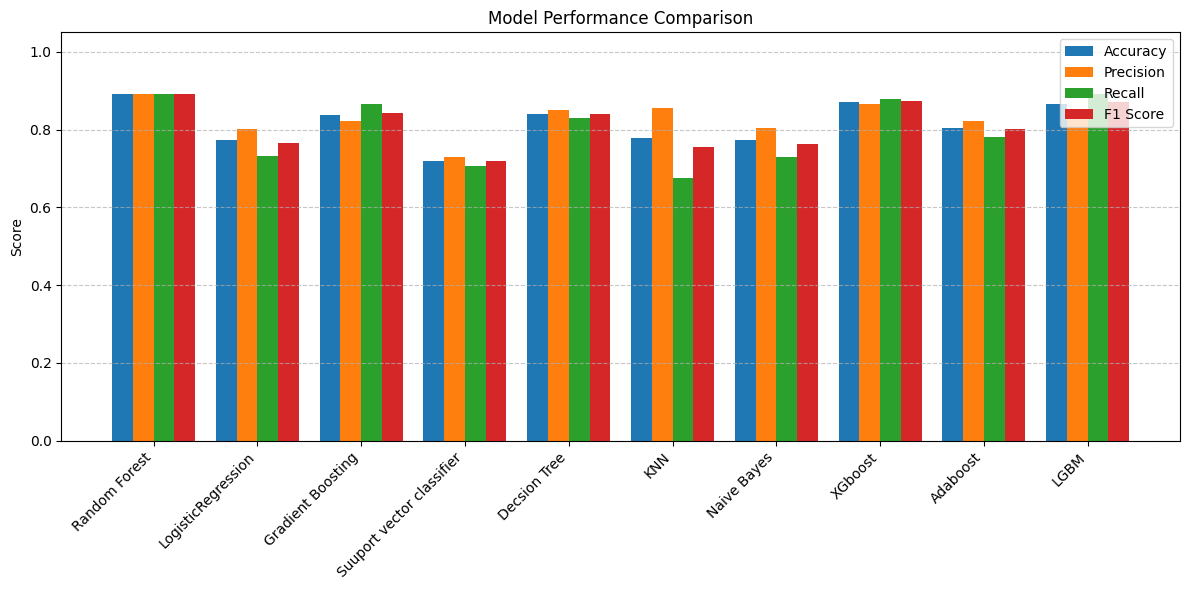 Model Performance Comparison
Accuracy
Precision
Recall
F1 Score
Score
1.0
0.8
0.6
0.4
0.2
0.0
Random Forest
LogisticRegression
Gradient Boosting
Suuport vector classifier
Decsion Tree
KNN
Naive Bayes
XGboost
Adaboost
LGBM